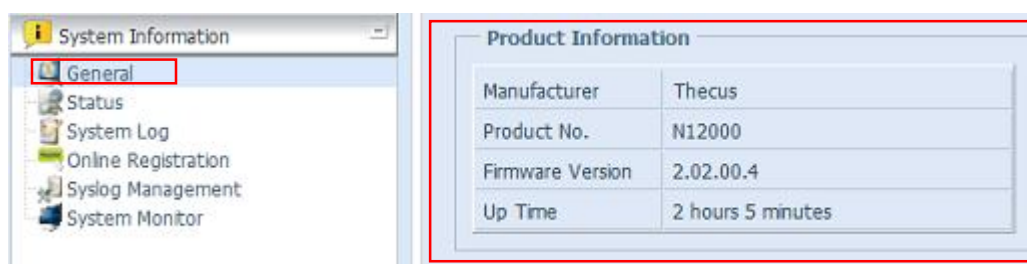 System Information
General
Status
System Log
Online Registration
Syslog Management
System Monitor
Product Information
Manufacturer Thecus
Product No. N12000
Firmware Version 2.02.00.4
Up Time 2 hours 5 minutes